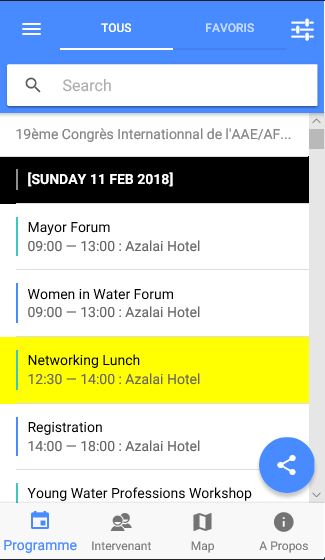 TOUS
FAVORIS
Search
19ème Congrès Internationnal de l'AAE/AF...
[SUNDAY 11 FEB 2018]
Mayor Forum
09:00 — 13:00 : Azalai Hotel
Women in Water Forum
09:00 — 13:00 : Azalai Hotel
Networking Lunch
12:30 — 14:00 : Azalai Hotel
Registration
14:00 — 18:00 : Azalai Hotel
Young Water Professions Workshop
Programme
Intervenant
Map
A Propos